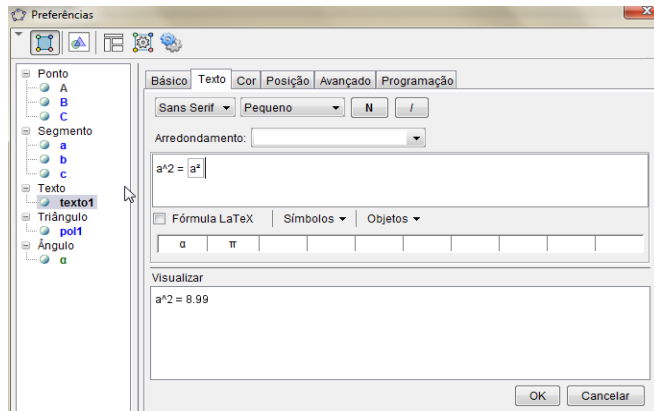 Preferências
Ponto
A
B
C
Segmento
a
b
c
Texto
texto1
Triângulo
pol1
Ângulo
α
Básico Texto Cor Posição Avançado Programação
Sans Serif Pequeno N I
Arredondamento:
a^2 = a²
Fórmula LaTeX Símbolos Objetos
α π
Visualizar
a^2 = 8.99
OK Cancelar